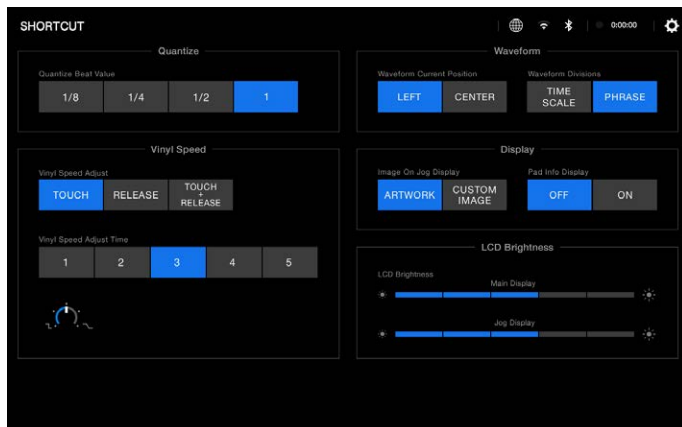 SHORTCUT
0:00:00
Quantize
Quantize Beat Value
1/8 1/4 1/2 1
Waveform
Waveform Current Position Waveform Divisions
LEFT CENTER TIME SCALE PHRASE
Vinyl Speed
Vinyl Speed Adjust
TOUCH RELEASE TOUCH + RELEASE
Vinyl Speed Adjust Time
1 2 3 4 5
Display
Image On Jog Display Pad Info Display
ARTWORK CUSTOM IMAGE OFF ON
LCD Brightness
LCD Brightness
Main Display
Jog Display